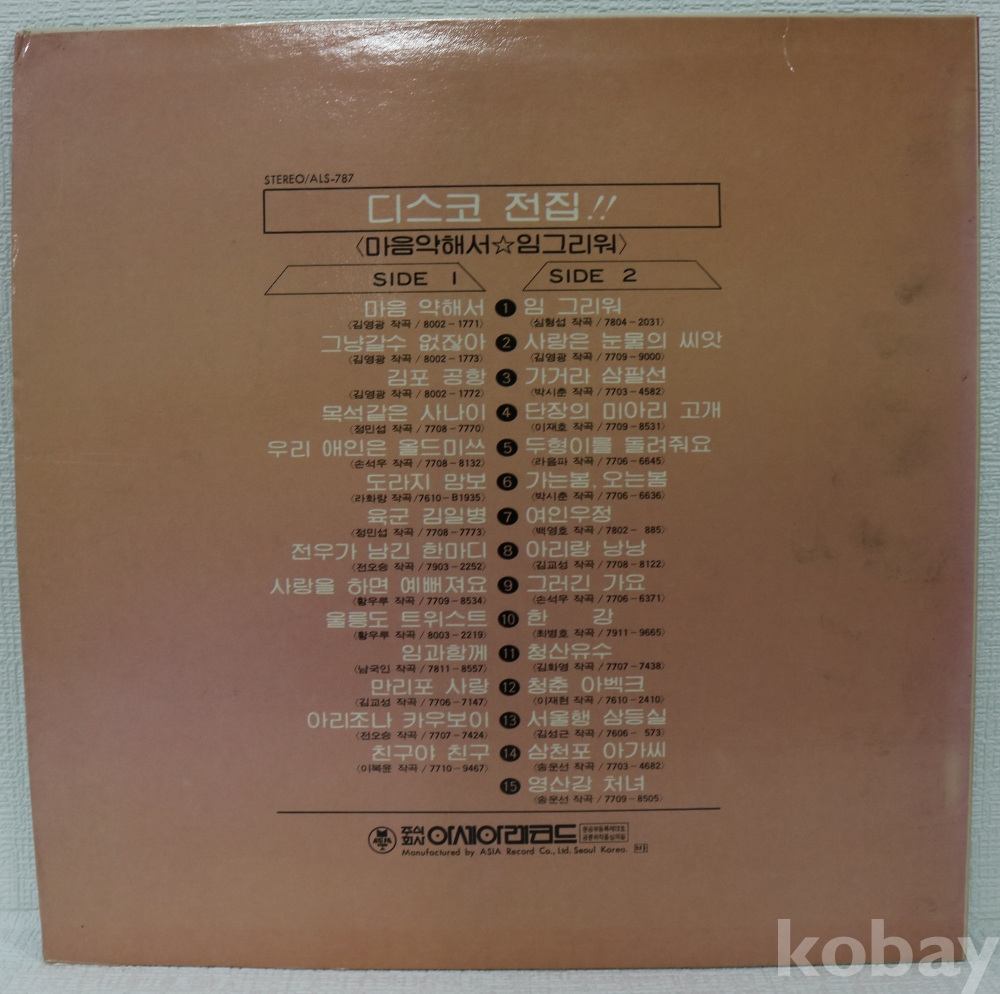 STEREO/ALS-787
디스코 전집!!
〈마음약해서☆임그리워〉
SIDE 1
마음 약해서
〈김영광 작곡 / 8002-1771〉
그냥갈수 없잖아
〈김영광 작곡 / 8002-1773〉
김포 공항
〈김영광 작곡 / 8002-1772〉
목석같은 사나이
〈정민섭 작곡 / 7708-7770〉
우리 애인은 올드미쓰
〈손석우 작곡 / 7708-8132〉
도라지 맘보
〈라화랑 작곡/7610-B1935〉
육군 김일병
〈정민섭 작곡 / 7708-7773〉
전우가 남긴 한마디
〈전오승 작곡 / 7903-2252〉
사랑을 하면 예뻐져요
〈황우루 작곡 / 7709-8534〉
울릉도 트위스트
〈황우루 작곡 / 8003-2219〉
임과함께
〈남국인 작곡 / 7811-8557〉
만리포 사랑
〈김교성 작곡 / 7706-7147〉
아리조나 카우보이
〈전오승 작곡 / 7707-7424〉
친구야 친구
〈이복윤 작곡 / 7710-9467〉
SIDE 2
1 임 그리워
〈심형섭 작곡 / 7804-2031〉
2 사랑은 눈물의 씨앗
〈김영광 작곡 / 7709-9000〉
3 가거라 삼팔선
〈박시춘 작곡 / 7703-4582〉
4 단장의 미아리 고개
〈이재호 작곡 / 7709-8531〉
5 두형이를 돌려줘요
〈라음파 작곡 / 7706-6645〉
6 가는봄, 오는봄
〈박시춘 작곡 / 7706-6636〉
7 여인우정
〈백영호 작곡 / 7802- 885〉
8 아리랑 낭낭
〈김교성 작곡 / 7708-8122〉
9 그러긴 가요
〈손석우 작곡 / 7706-6371〉
10 한 강
〈최병호 작곡 / 7911-9665〉
11 청산유수
〈김화영 작곡 / 7707-7438〉
12 청춘 아벡크
〈이재현 작곡 / 7610-2410〉
13 서울행 삼등실
〈김성근 작곡 / 7606- 573〉
14 삼천포 아가씨
〈송운선 작곡 / 7703-4682〉
15 영산강 처녀
〈송운선 작곡 / 7709-8505〉
ASIA
주식회사 아세아레코드
Manufactured by ASIA Record Co., Ltd. Seoul Korea.
kobay